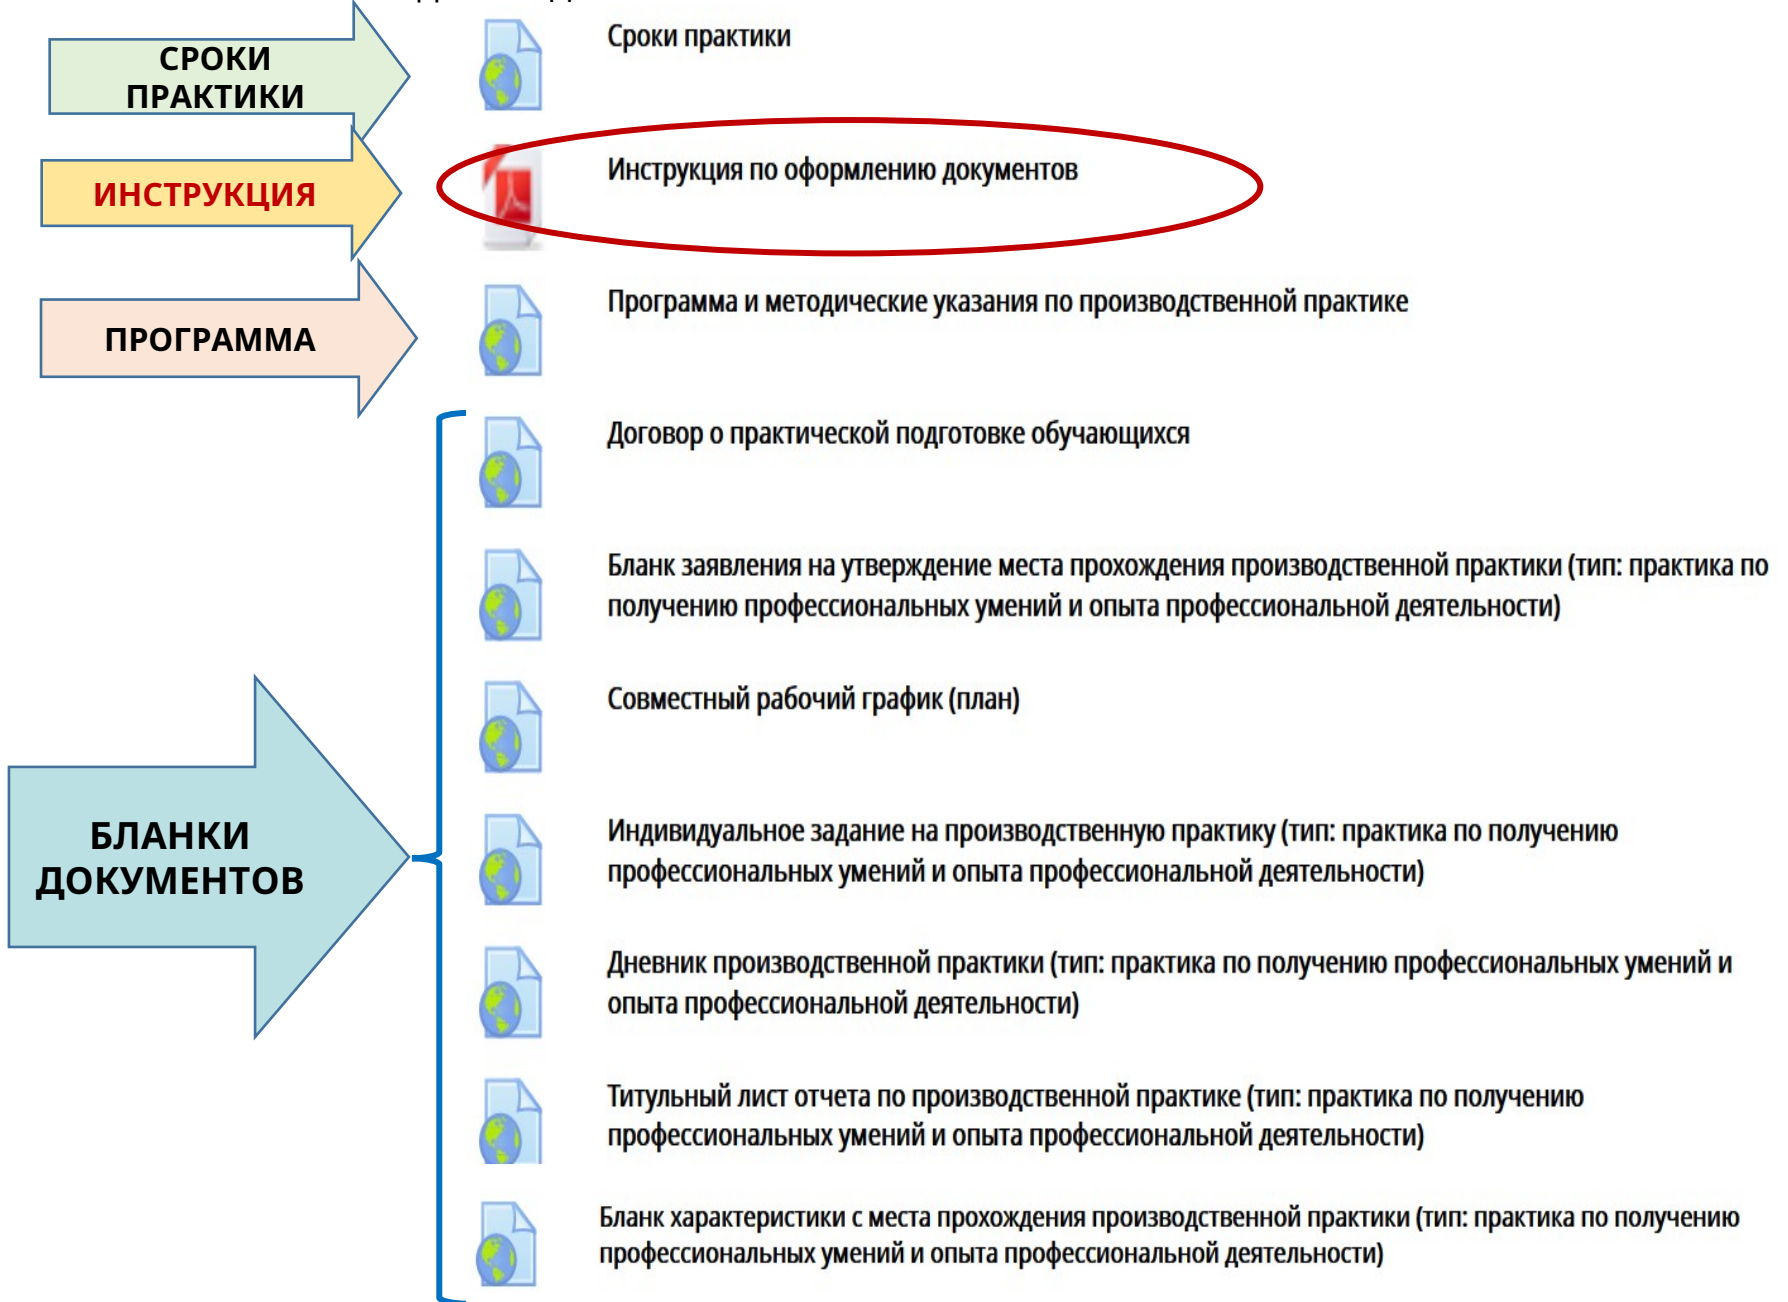 СРОКИ
ПРАКТИКИ
Сроки практики
ИНСТРУКЦИЯ
Инструкция по оформлению документов
ПРОГРАММА
Программа и методические указания по производственной практике
Договор о практической подготовке обучающихся
Бланк заявления на утверждение места прохождения производственной практики (тип: практика по
получению профессиональных умений и опыта профессиональной деятельности)
Совместный рабочий график (план)
БЛАНКИ
ДОКУМЕНТОВ
Индивидуальное задание на производственную практику (тип: практика по получению
профессиональных умений и опыта профессиональной деятельности)
Дневник производственной практики (тип: практика по получению профессиональных умений и
опыта профессиональной деятельности)
Титульный лист отчета по производственной практике (тип: практика по получению
профессиональных умений и опыта профессиональной деятельности)
Бланк характеристики с места прохождения производственной практики (тип: практика по получению
профессиональных умений и опыта профессиональной деятельности)